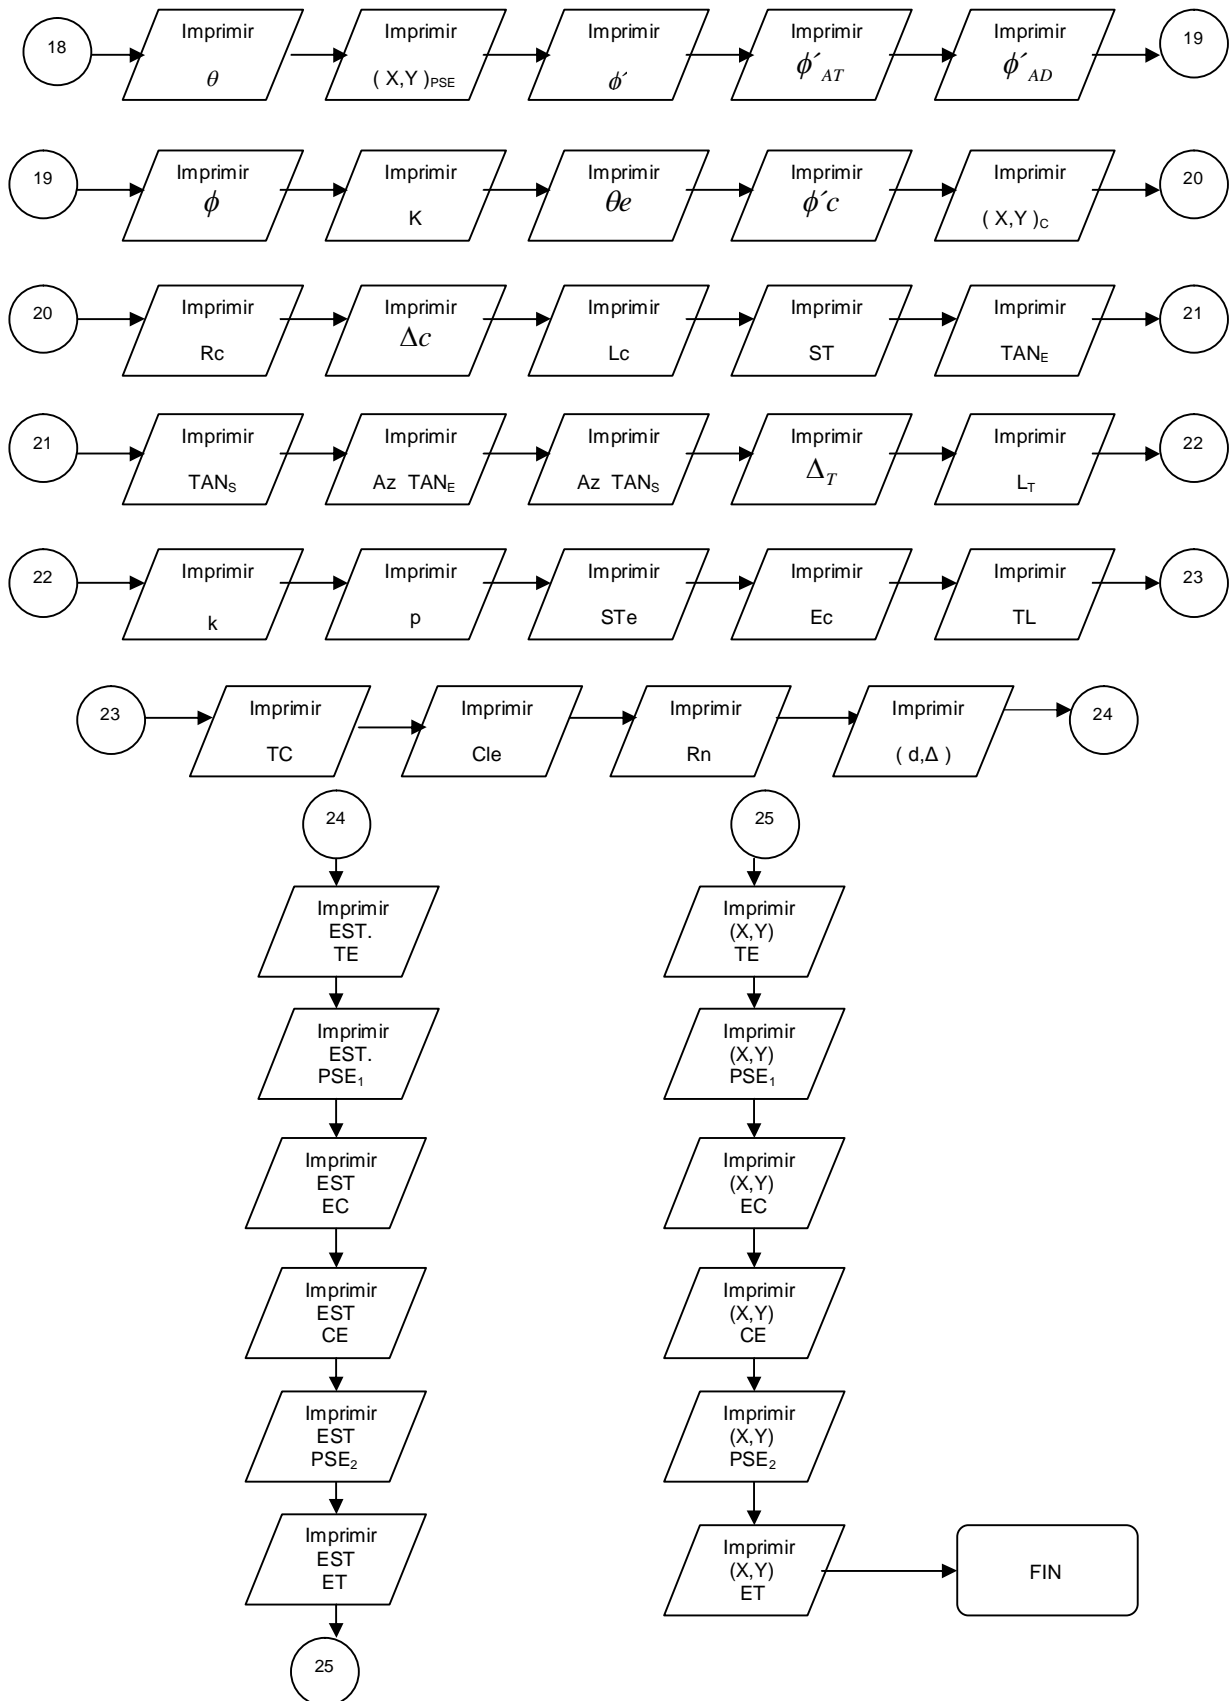 18
Imprimir
θ
Imprimir
( X,Y )PSE
Imprimir
ϕ´
Imprimir
ϕ´AT
Imprimir
ϕ´AD
19
19
Imprimir
ϕ
Imprimir
K
Imprimir
θe
Imprimir
ϕ´c
Imprimir
( X,Y )C
20
20
Imprimir
Rc
Imprimir
Δc
Imprimir
Lc
Imprimir
ST
Imprimir
TANE
21
21
Imprimir
TANS
Imprimir
Az TANE
Imprimir
Az TANS
Imprimir
ΔT
Imprimir
LT
22
22
Imprimir
k
Imprimir
p
Imprimir
STe
Imprimir
Ec
Imprimir
TL
23
23
Imprimir
TC
Imprimir
Cle
Imprimir
Rn
Imprimir
( d,Δ )
24
24
Imprimir
EST.
TE
Imprimir
EST.
PSE1
Imprimir
EST
EC
Imprimir
EST
CE
Imprimir
EST
PSE2
Imprimir
EST
ET
25
25
Imprimir
(X,Y)
TE
Imprimir
(X,Y)
PSE1
Imprimir
(X,Y)
EC
Imprimir
(X,Y)
CE
Imprimir
(X,Y)
PSE2
Imprimir
(X,Y)
ET
FIN